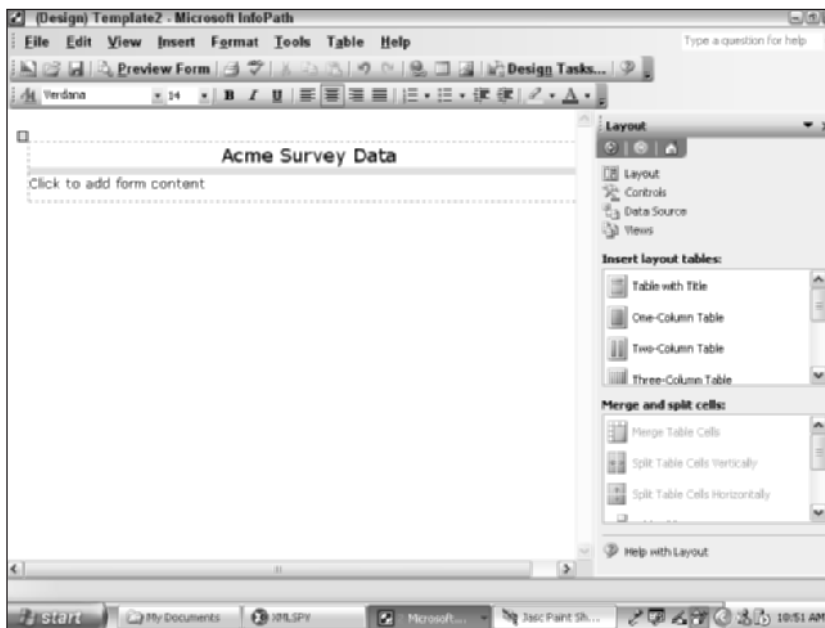 (Design) Template2 - Microsoft InfoPath
File Edit View Insert Format Tools Table Help
Type a question for help
Preview Form Design Tasks...
Verdana 14 B I U A
Layout
Acme Survey Data
Click to add form content
Layout
Controls
Data Source
Views
Insert layout tables:
Table with Title
One-Column Table
Two-Column Table
Three-Column Table
Merge and split cells:
Merge Table Cells
Split Table Cells Vertically
Split Table Cells Horizontally
Help with Layout
start My Documents XMLSPY Microsoft... Jasc Paint Sh... 10:51 AM